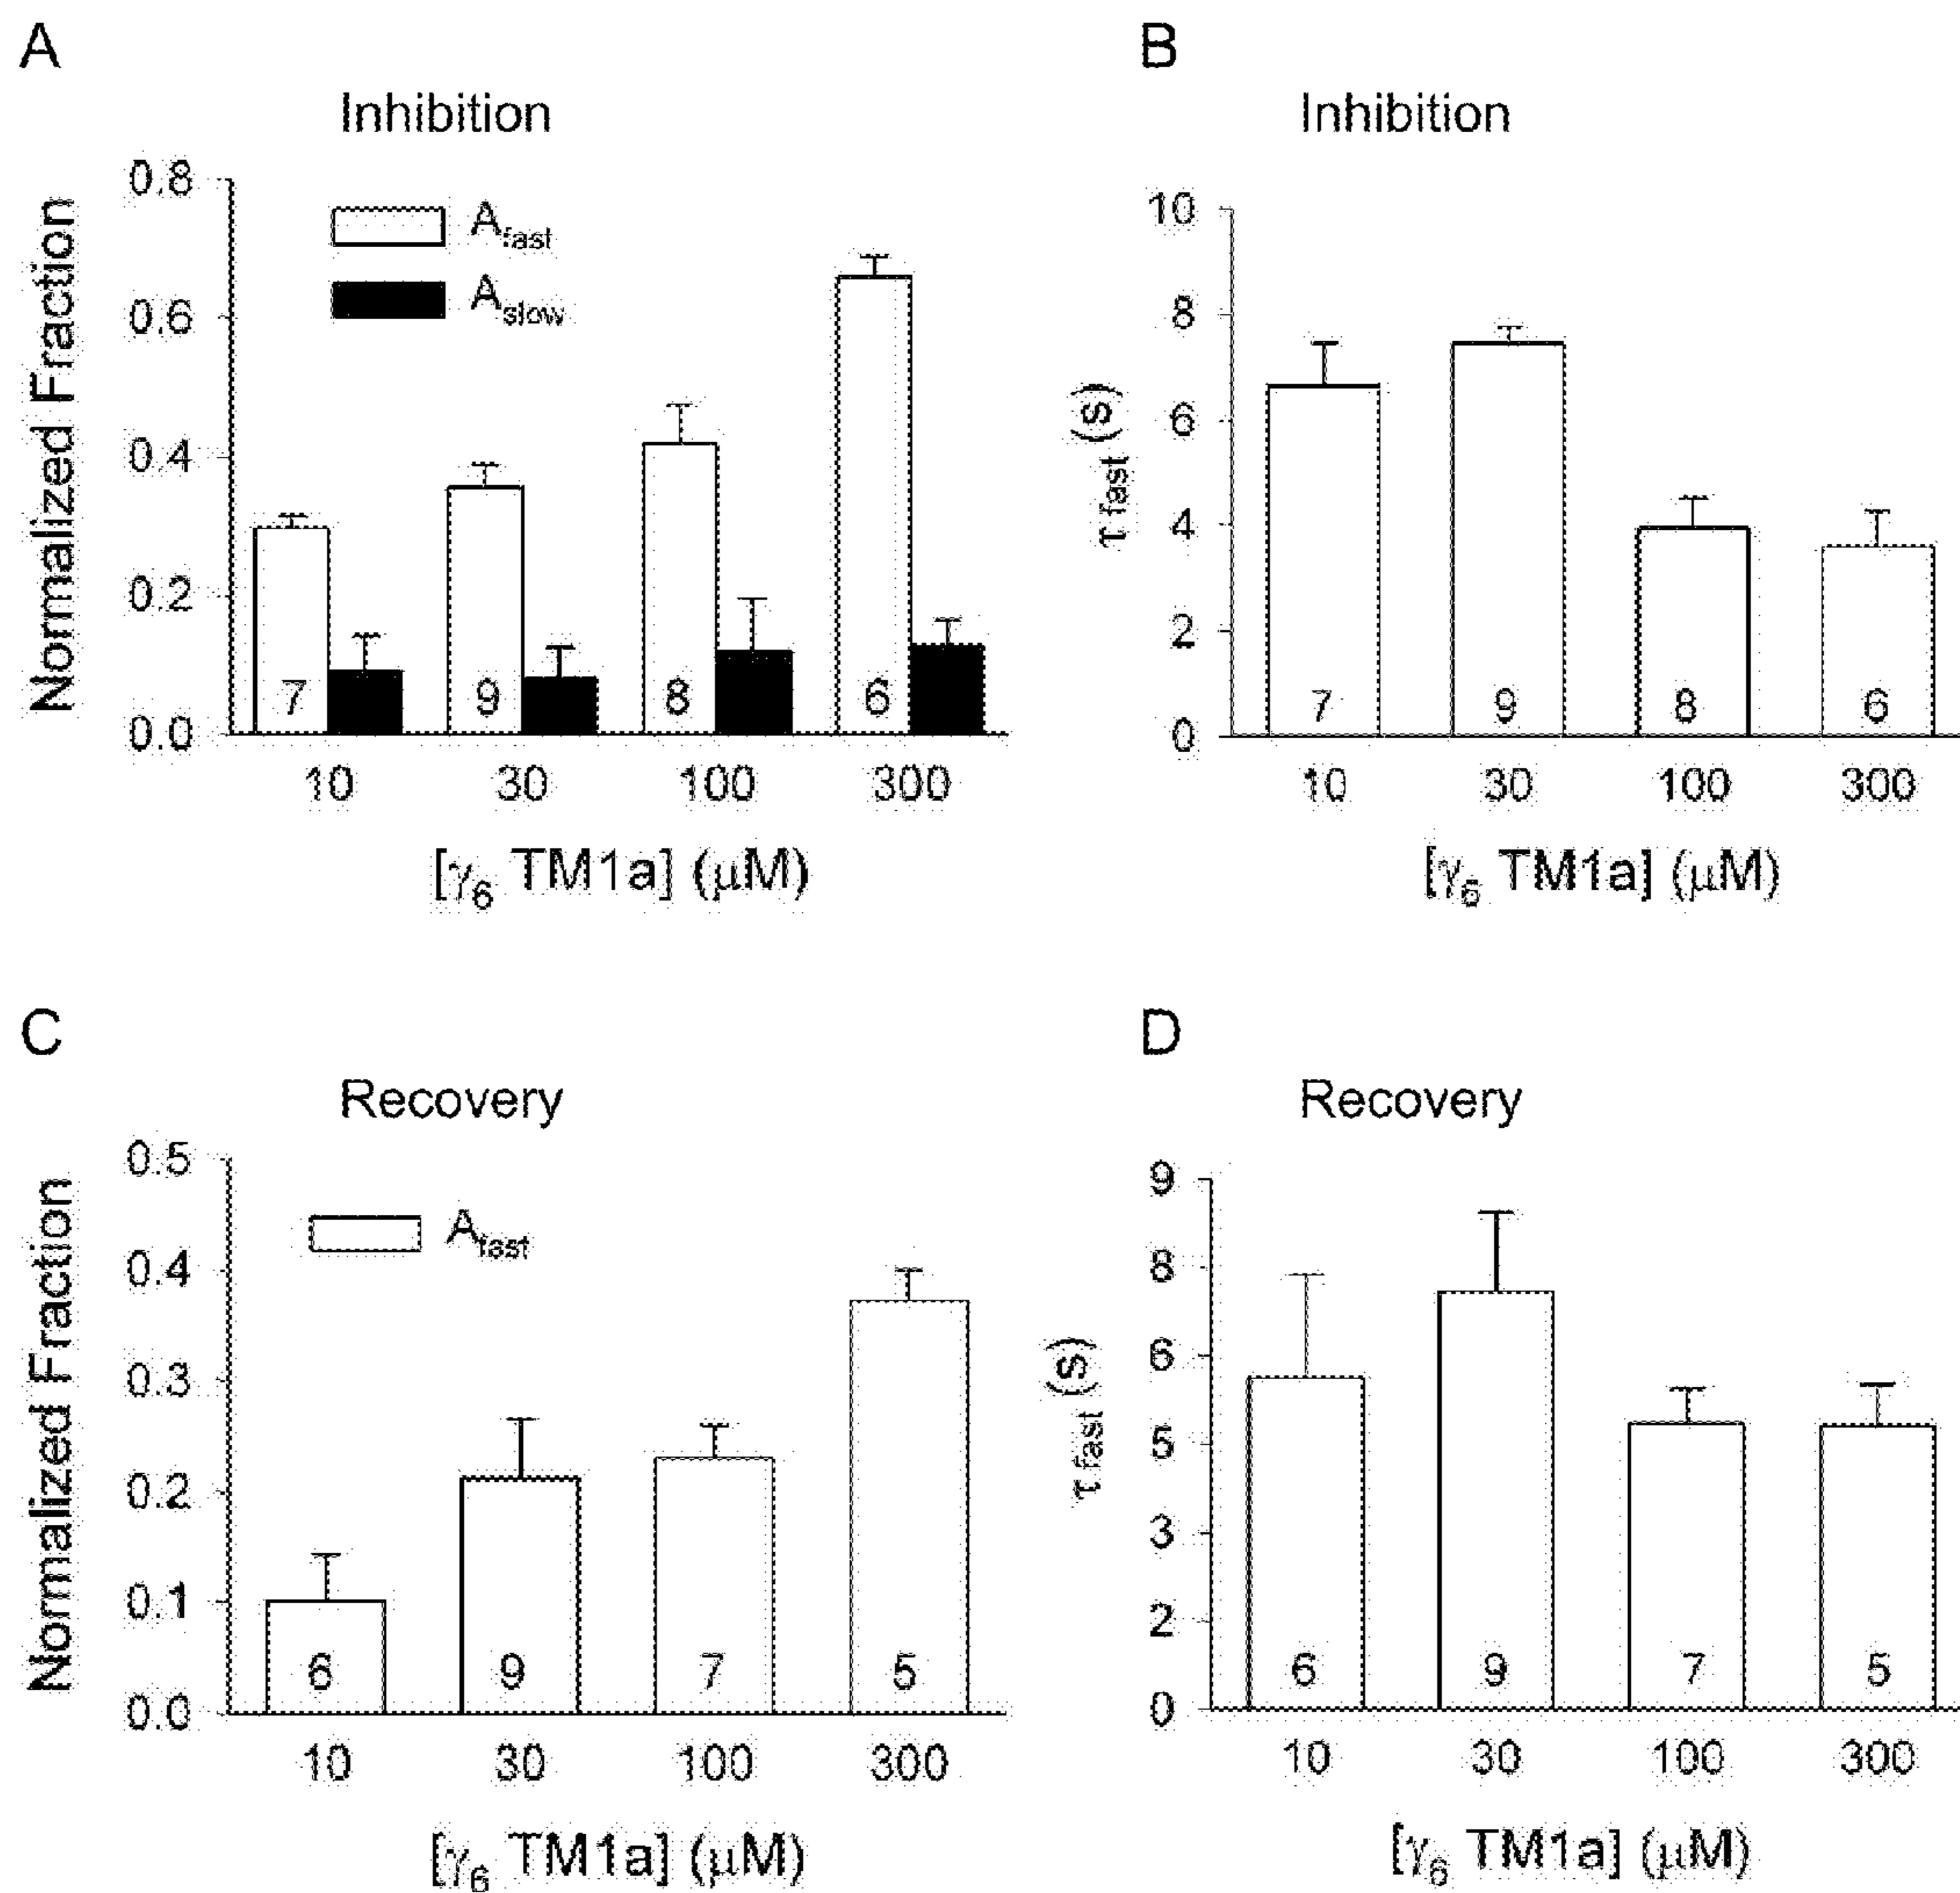 A
Inhibition
Normalized Fraction
0.8
0.6
0.4
0.2
0.0
A fast
A slow
7
9
8
6
10 30 100 300
[γ6 TM1a] (μM)
B
Inhibition
τ fast (s)
10
8
6
4
2
0
7
9
8
6
10 30 100 300
[γ6 TM1a] (μM)
C
Recovery
Normalized Fraction
0.5
0.4
0.3
0.2
0.1
0.0
A fast
6
9
7
5
10 30 100 300
[γ6 TM1a] (μM)
D
Recovery
τ fast (s)
9
8
6
5
3
2
0
6
9
7
5
10 30 100 300
[γ6 TM1a] (μM)